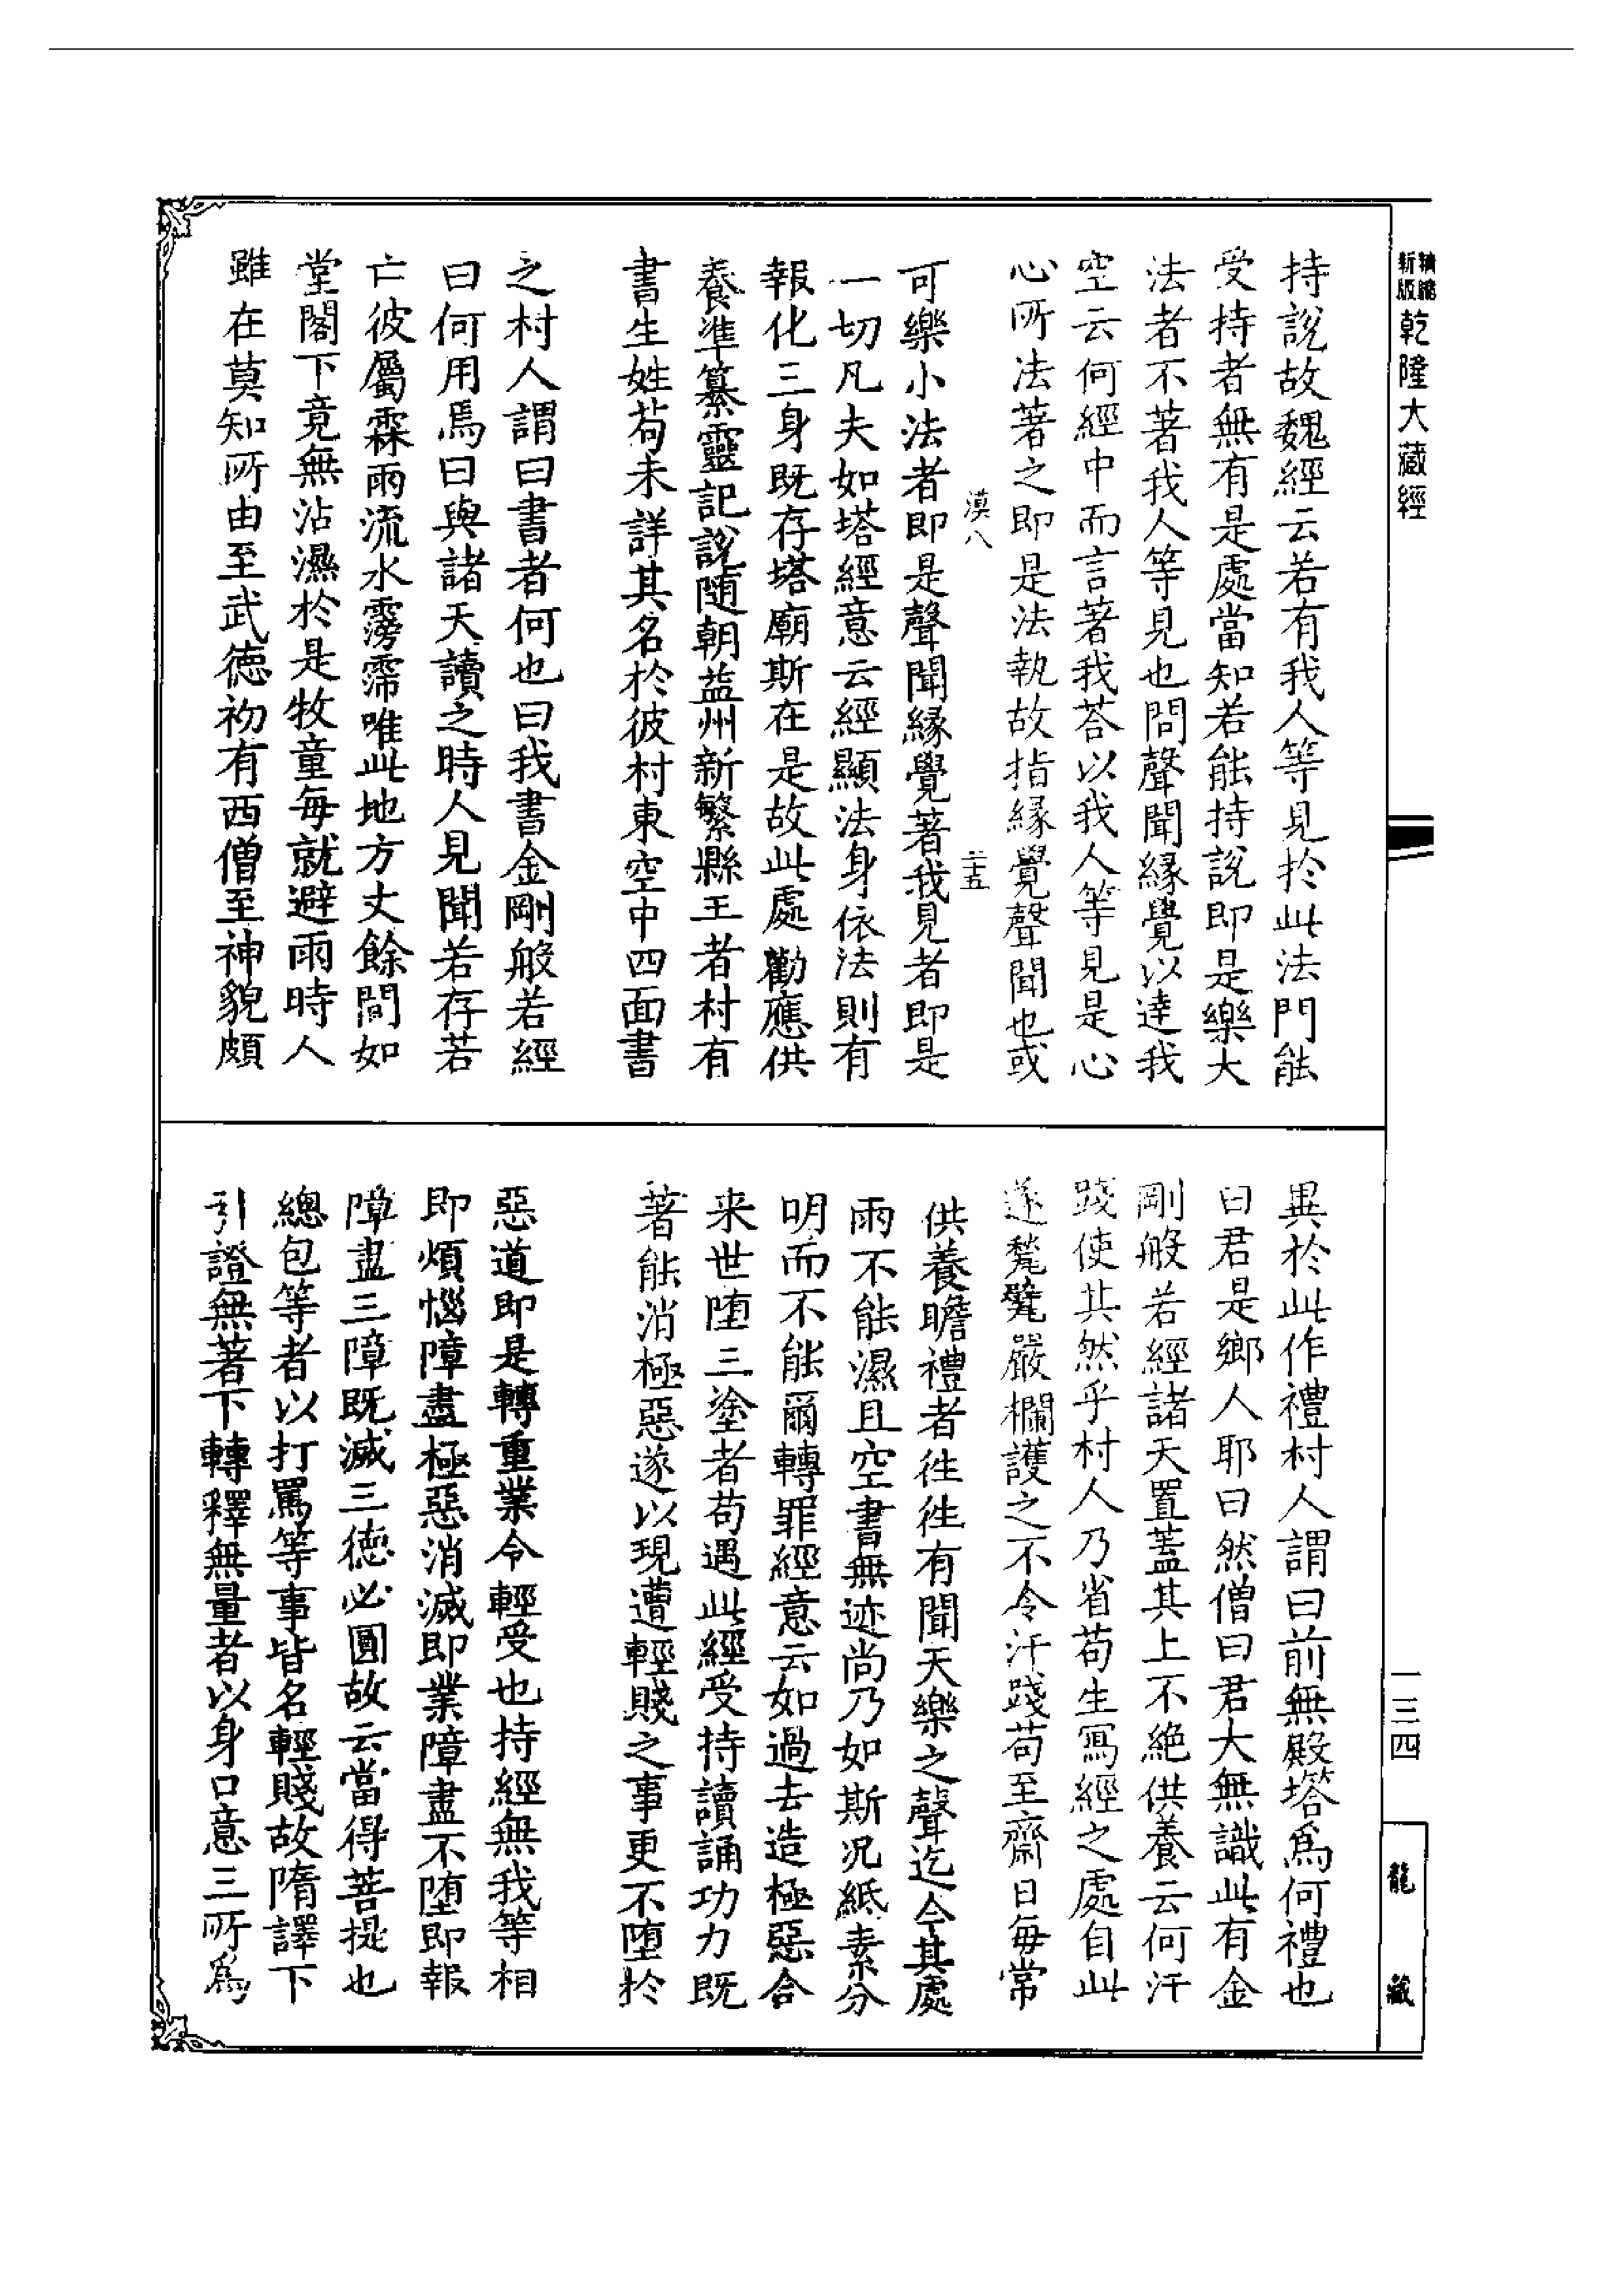 精縮新版乾隆大藏經
持說故魏經云若有我人等見於此法門能
受持者無有是處當知若能持說即是樂大
法者不著我人等見也問聲聞緣覺以達我
空云何經中而言著我荅以我人等見是心
心所法著之即是法執故指緣覺聲聞也或
漠八
二十五
可樂小法者即是聲聞緣覺著我見者即是
一切凡夫如塔經意云經顯法身依法則有
報化三身既存塔廟斯在是故此處勸應供
養準纂靈記說隨朝益州新繁縣王者村有
書生姓茍未詳其名於彼村東空中四面書
之村人謂曰書者何也曰我書金剛般若經
曰何用焉曰與諸天讀之時人見聞若存若
亡彼屬霖雨流水霶霈唯此地方丈餘間如
堂閣下竟無沾濕於是牧童每就避雨時人
雖在莫知所由至武德初有西僧至神貌頗
異於此作禮村人謂曰前無殿塔為何禮也
曰君是鄉人耶曰然僧曰君大無識此有金
剛般若經諸天置蓋其上不絕供養云何汙
踐使其然乎村人乃省苟生寫經之處自此
遂甃甓嚴欄護之不令汙踐苟至齋日每常
供養瞻禮者往往有聞天樂之聲迄今其處
雨不能濕且空書無迹尚乃如斯況紙素分
明而不能爾轉罪經意云如過去造極惡合
来世墮三塗者苟遇此經受持讀誦功力既
著能消極惡遂以現遭輕賤之事更不墮於
惡道即是轉重業令輕受也持經無我等相
即煩惱障盡極惡消滅即業障盡不墮即報
障盡三障既滅三德必圓故云當得菩提也
總包等者以打罵等事皆名輕賤故隋譯下
引證無著下轉釋無量者以身口意三所為
一三四
龍藏